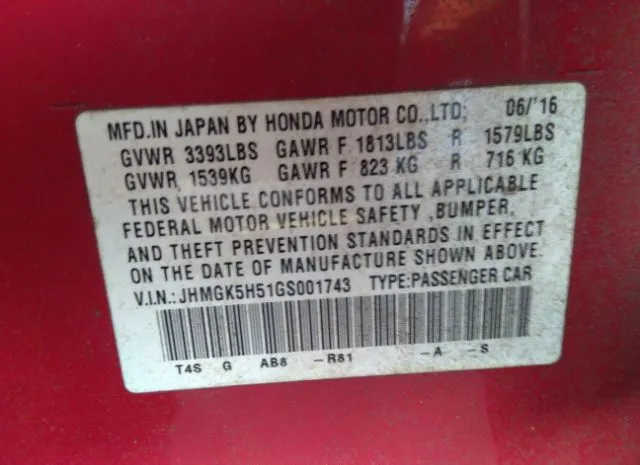 MFD.IN JAPAN BY HONDA MOTOR CO.,LTD; 06/'16
GVWR 3393LBS GAWR F 1813LBS R 1579LBS
GVWR 1539KG GAWR F 823 KG R 716 KG
THIS VEHICLE CONFORMS TO ALL APPLICABLE
FEDERAL MOTOR VEHICLE SAFETY ,BUMPER,
AND THEFT PREVENTION STANDARDS IN EFFECT
ON THE DATE OF MANUFACTURE SHOWN ABOVE.
V.I.N.: JHMGK5H51GS001743 TYPE:PASSENGER CAR
T4S G AB8 -R81 -A -S